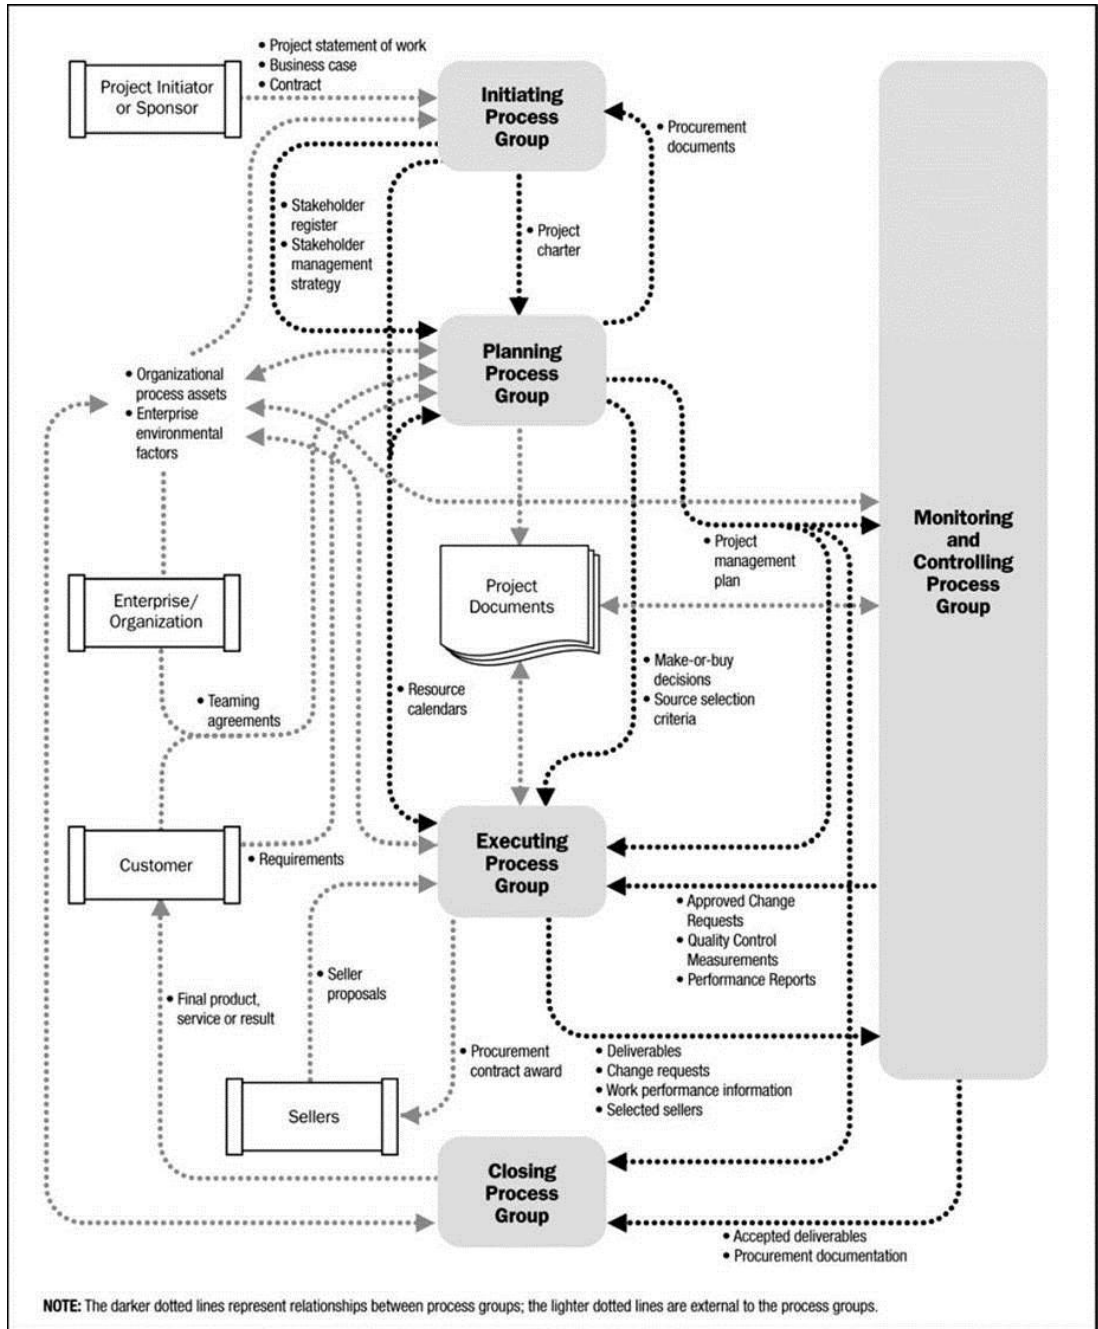 • Project statement of work
• Business case
• Contract
Project Initiator
or Sponsor
Initiating
Process
Group
• Procurement
documents
• Stakeholder
register
• Stakeholder
management
strategy
• Project
charter
Planning
Process
Group
• Organizational
process assets
• Enterprise
environmental
factors
Monitoring
and
Controlling
Process
Group
• Project
management
plan
Project
Documents
Enterprise/
Organization
• Teaming
agreements
• Resource
calendars
• Make-or-buy
decisions
• Source selection
criteria
Executing
Process
Group
Customer
• Requirements
• Approved Change
Requests
• Quality Control
Measurements
• Performance Reports
• Seller
proposals
• Final product,
service or result
• Procurement
contract award
• Deliverables
• Change requests
• Work performance information
• Selected sellers
Sellers
Closing
Process
Group
• Accepted deliverables
• Procurement documentation
NOTE: The darker dotted lines represent relationships between process groups; the lighter dotted lines are external to the process groups.